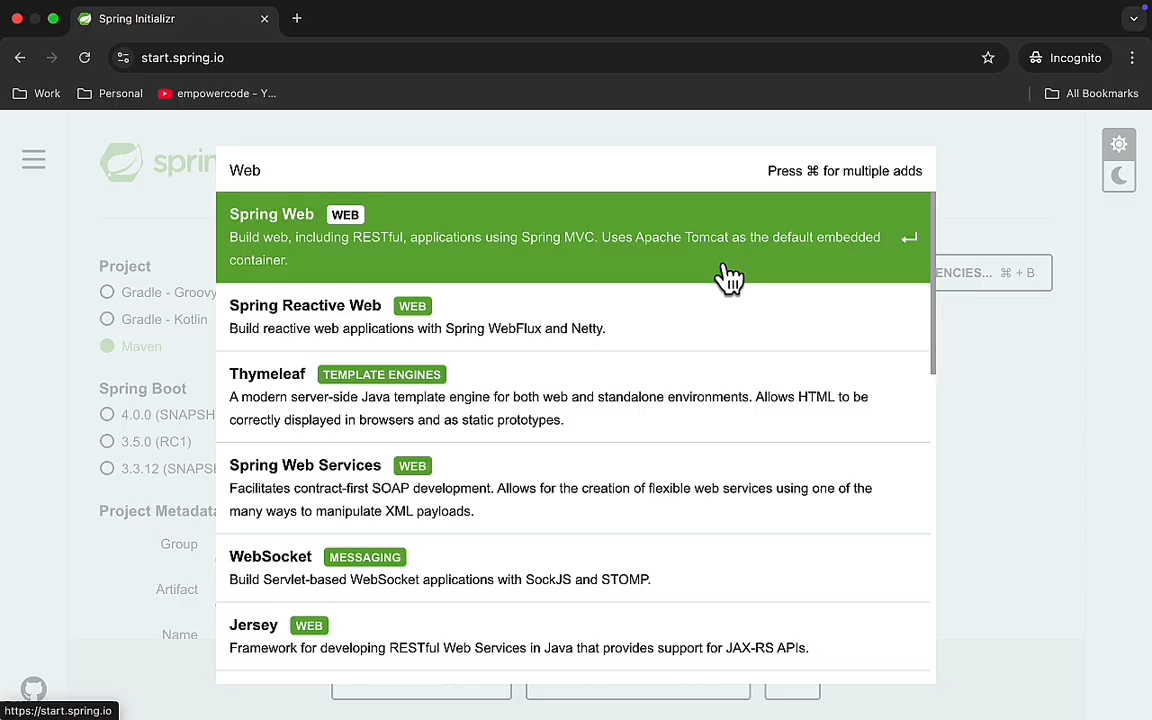 Spring Initializr
start.spring.io
Incognito
Work
Personal
empowercode - Y...
All Bookmarks
sprin
Web
Press ⌘ for multiple adds
Spring Web WEB
Build web, including RESTful, applications using Spring MVC. Uses Apache Tomcat as the default embedded
container.
Project
Gradle - Groovy
Gradle - Kotlin
Maven
ENCIES... ⌘ + B
Spring Reactive Web WEB
Build reactive web applications with Spring WebFlux and Netty.
Thymeleaf TEMPLATE ENGINES
A modern server-side Java template engine for both web and standalone environments. Allows HTML to be
correctly displayed in browsers and as static prototypes.
Spring Boot
4.0.0 (SNAPSH
3.5.0 (RC1)
3.3.12 (SNAPSH
Spring Web Services WEB
Facilitates contract-first SOAP development. Allows for the creation of flexible web services using one of the
many ways to manipulate XML payloads.
Project Metadata
Group
Artifact
Name
WebSocket MESSAGING
Build Servlet-based WebSocket applications with SockJS and STOMP.
Jersey WEB
Framework for developing RESTful Web Services in Java that provides support for JAX-RS APIs.
https://start.spring.io